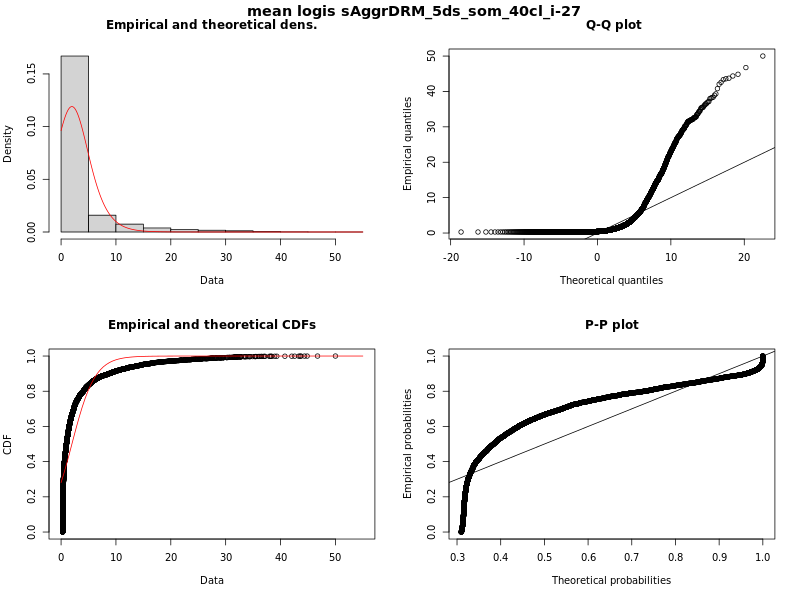 mean logis sAggrDRM_5ds_som_40cl_i-27
Empirical and theoretical dens.
Density
0.00 0.05 0.10 0.15
0 10 20 30 40 50
Data
Q-Q plot
Empirical quantiles
0 10 20 30 40 50
-20 -10 0 10 20
Theoretical quantiles
Empirical and theoretical CDFs
CDF
0.0 0.2 0.4 0.6 0.8 1.0
0 10 20 30 40 50
Data
P-P plot
Empirical probabilities
0.0 0.2 0.4 0.6 0.8 1.0
0.3 0.4 0.5 0.6 0.7 0.8 0.9 1.0
Theoretical probabilities